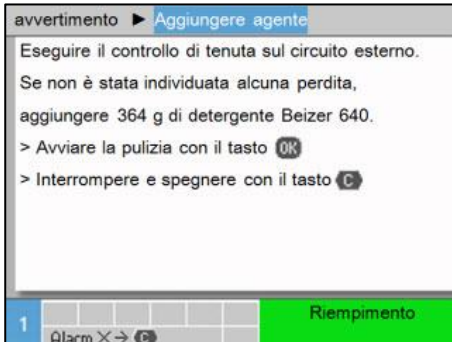 avvertimento ► Aggiungere agente
Eseguire il controllo di tenuta sul circuito esterno.
Se non è stata individuata alcuna perdita,
aggiungere 364 g di detergente Beizer 640.
> Avviare la pulizia con il tasto OK
> Interrompere e spegnere con il tasto C
Riempimento
1
Alarm X → C